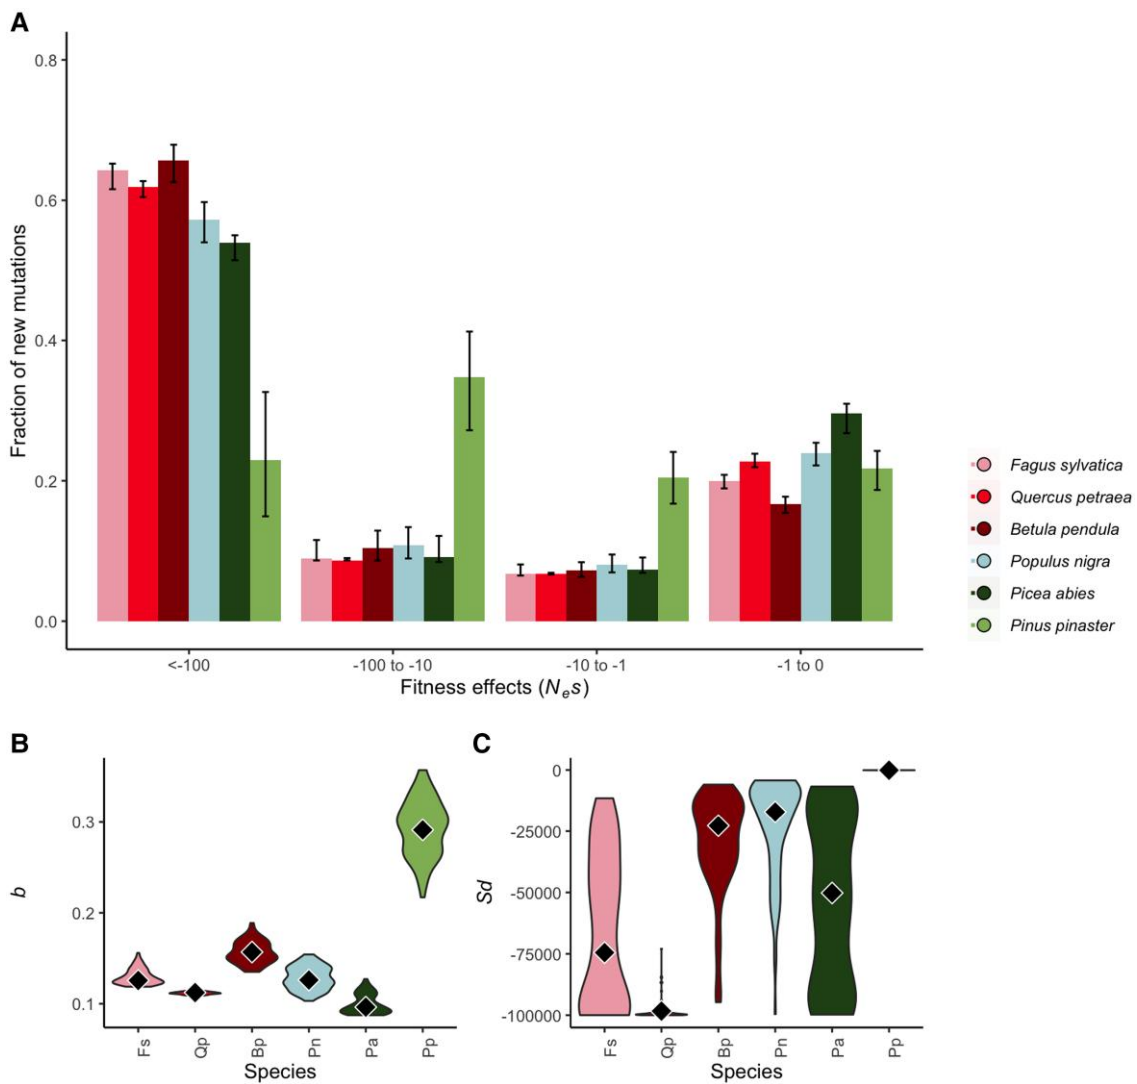 A
Fraction of new mutations
0.8
0.6
0.4
0.2
0.0
<-100
-100 to -10
-10 to -1
-1 to 0
Fitness effects (Nₑs)
Fagus sylvatica
Quercus petraea
Betula pendula
Populus nigra
Picea abies
Pinus pinaster
B
b
0.3
0.2
0.1
Fs
Qp
Bp
Pn
Pa
Pp
Species
C
Sd
0
-25000
-50000
-75000
-100000
Fs
Qp
Bp
Pn
Pa
Pp
Species